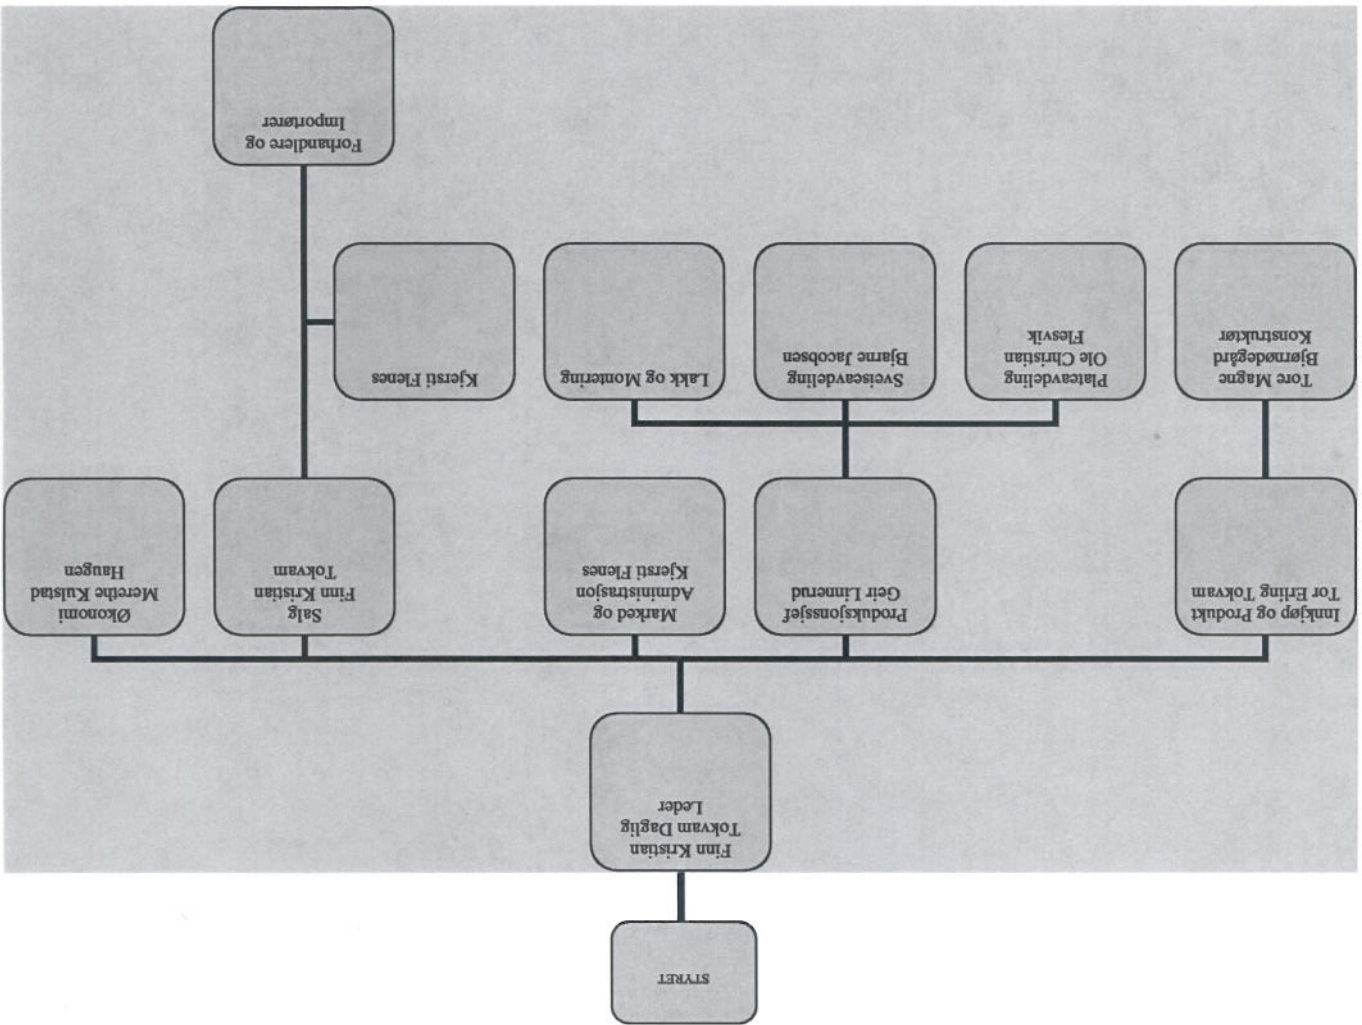 STYRET
Finn Kristian
Tokvam Daglig
Leder
Innkjøp og Produkt
Tor Erling Tokvam
Produksjonssjef
Geir Linnerud
Marked og
Administrasjon
Kjersti Flenes
Salg
Finn Kristian
Tokvam
Økonomi
Merethe Kulstad
Haugen
Tore Magne
Bjørnødegård
Konstruktør
Plateavdeling
Ole Christian
Flesvik
Sveiseavdeling
Bjarne Jacobsen
Lakk og Montering
Kjersti Flenes
Forhandlere og
Importører